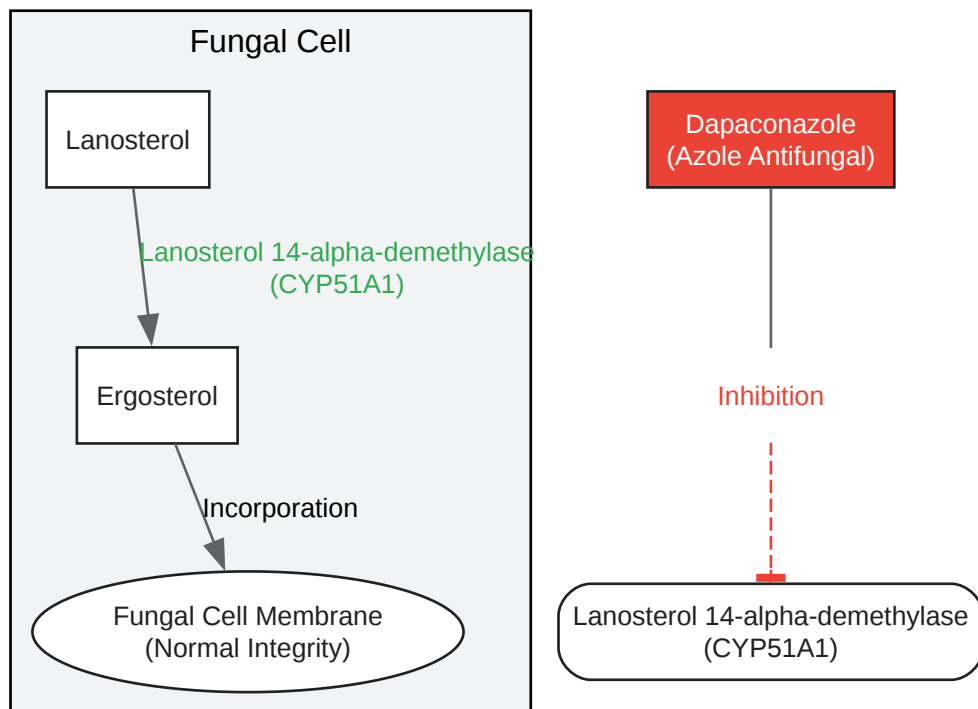 Fungal Cell
Lanosterol
Lanosterol 14-alpha-demethylase
(CYP51A1)
Ergosterol
Incorporation
Fungal Cell Membrane
(Normal Integrity)
Dapaconazole
(Azole Antifungal)
Inhibition
Lanosterol 14-alpha-demethylase
(CYP51A1)